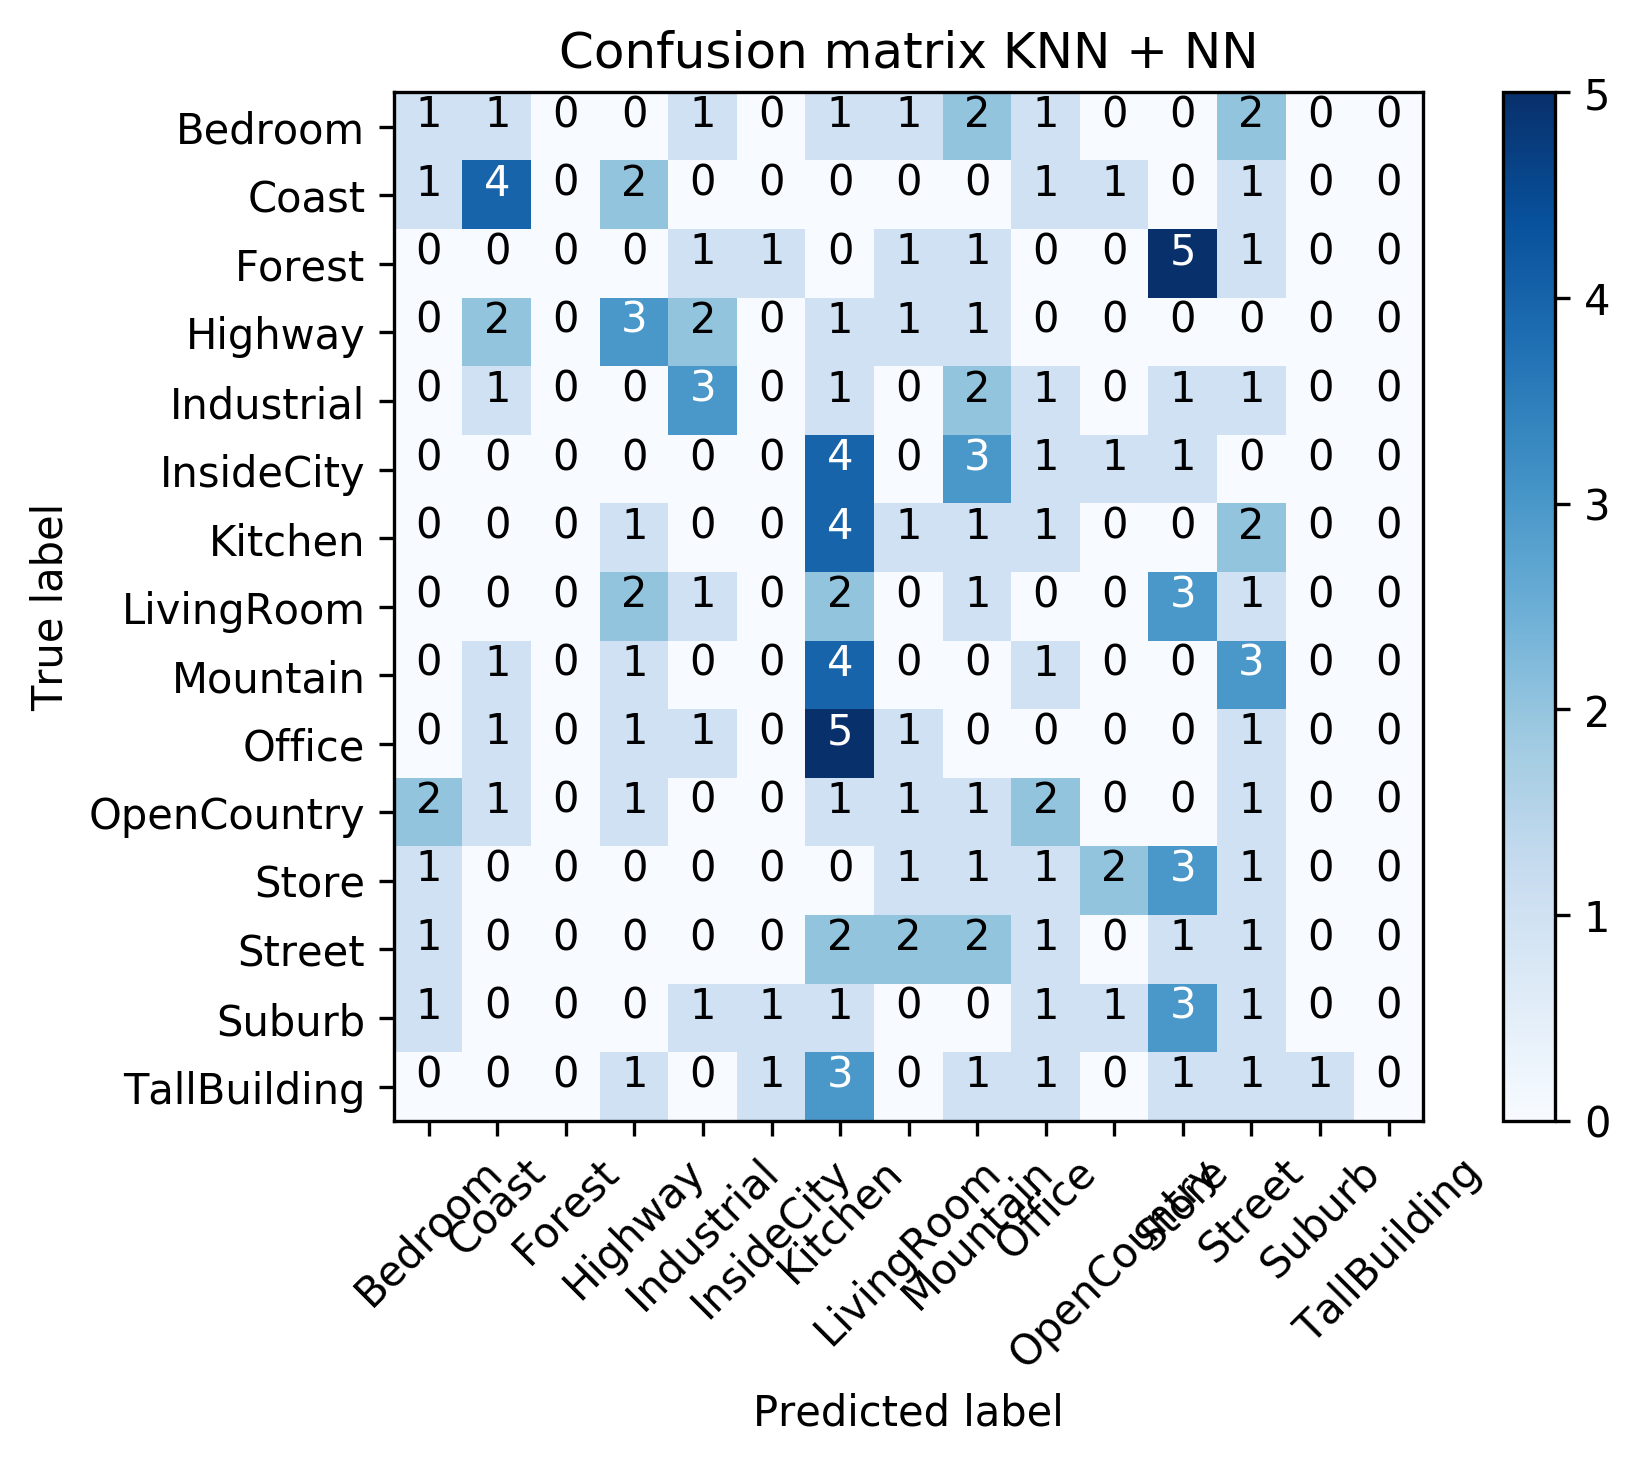 Confusion matrix KNN + NN
Bedroom 1 1 0 0 1 0 1 1 2 1 0 0 2 0 0
Coast 1 4 0 2 0 0 0 0 0 1 1 0 1 0 0
Forest 0 0 0 0 1 1 0 1 1 0 0 5 1 0 0
Highway 0 2 0 3 2 0 1 1 1 0 0 0 0 0 0
Industrial 0 1 0 0 3 0 1 0 2 1 0 1 1 0 0
InsideCity 0 0 0 0 0 0 4 0 3 1 1 1 0 0 0
Kitchen 0 0 0 1 0 0 4 1 1 1 0 0 2 0 0
LivingRoom 0 0 0 2 1 0 2 0 1 0 0 3 1 0 0
Mountain 0 1 0 1 0 0 4 0 0 1 0 0 3 0 0
Office 0 1 0 1 1 0 5 1 0 0 0 0 1 0 0
OpenCountry 2 1 0 1 0 0 1 1 1 2 0 0 1 0 0
Store 1 0 0 0 0 0 0 1 1 1 2 3 1 0 0
Street 1 0 0 0 0 0 2 2 2 1 0 1 1 0 0
Suburb 1 0 0 0 1 1 1 0 0 1 1 3 1 0 0
TallBuilding 0 0 0 1 0 1 3 0 1 1 0 1 1 1 0
True label
Bedroom
Coast
Forest
Highway
Industrial
InsideCity
Kitchen
LivingRoom
Mountain
Office
OpenCountry
Store
Street
Suburb
TallBuilding
Predicted label
5
4
3
2
1
0